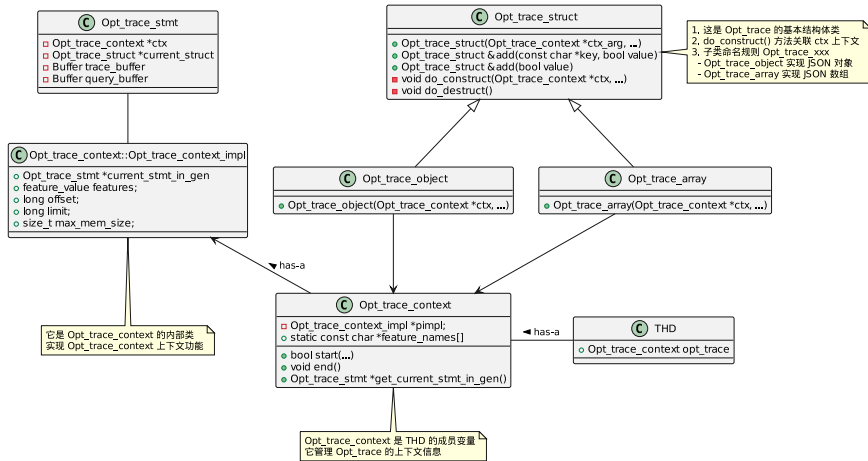 C Opt_trace_stmt
Opt_trace_context *ctx
Opt_trace_struct *current_struct
Buffer trace_buffer
Buffer query_buffer
C Opt_trace_struct
Opt_trace_struct(Opt_trace_context *ctx_arg, ...)
Opt_trace_struct &add(const char *key, bool value)
Opt_trace_struct &add(bool value)
void do_construct(Opt_trace_context *ctx, ...)
void do_destruct()
1, 这是 Opt_trace 的基本结构体类
2, do_construct() 方法关联 ctx 上下文
3, 子类命名规则 Opt_trace_xxx
- Opt_trace_object 实现 JSON 对象
- Opt_trace_array 实现 JSON 数组
C Opt_trace_context::Opt_trace_context_impl
Opt_trace_stmt *current_stmt_in_gen
feature_value features;
long offset;
long limit;
size_t max_mem_size;
C Opt_trace_object
Opt_trace_object(Opt_trace_context *ctx, ...)
C Opt_trace_array
Opt_trace_array(Opt_trace_context *ctx, ...)
has-a
它是 Opt_trace_context 的内部类
实现 Opt_trace_context 上下文功能
C Opt_trace_context
Opt_trace_context_impl *pimpl;
static const char *feature_names[]
bool start(...)
void end()
Opt_trace_stmt *get_current_stmt_in_gen()
has-a
C THD
Opt_trace_context opt_trace
Opt_trace_context 是 THD 的成员变量
它管理 Opt_trace 的上下文信息